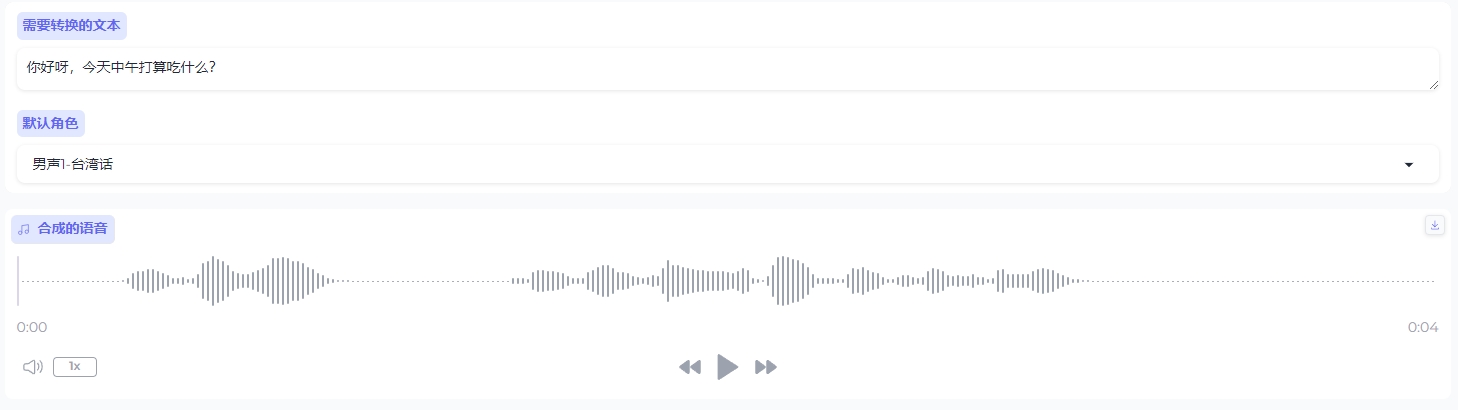 需要转换的文本
你好呀，今天中午打算吃什么？
默认角色
男声1-台湾话
合成的语音
0:00 0:04
1x